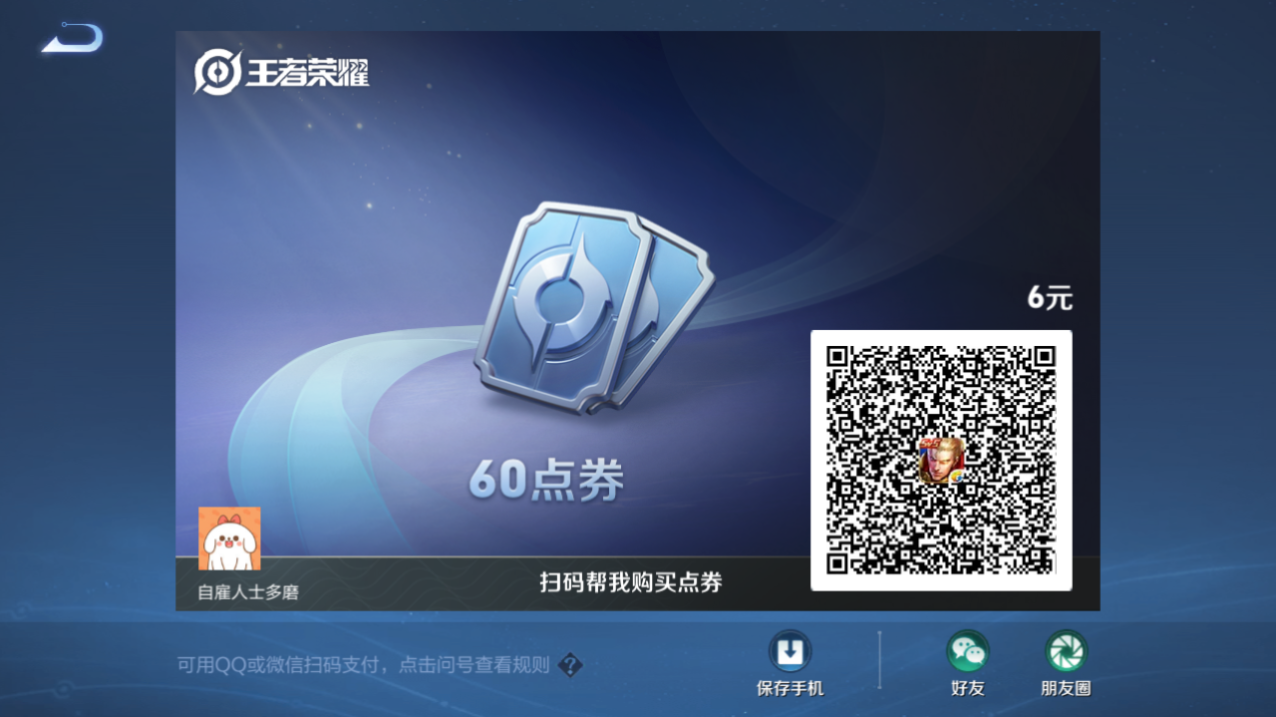 王者荣耀
6元
60点券
自雇人士多磨
扫码帮我购买点券
可用QQ或微信扫码支付，点击问号查看规则 ?
保存手机
好友
朋友圈